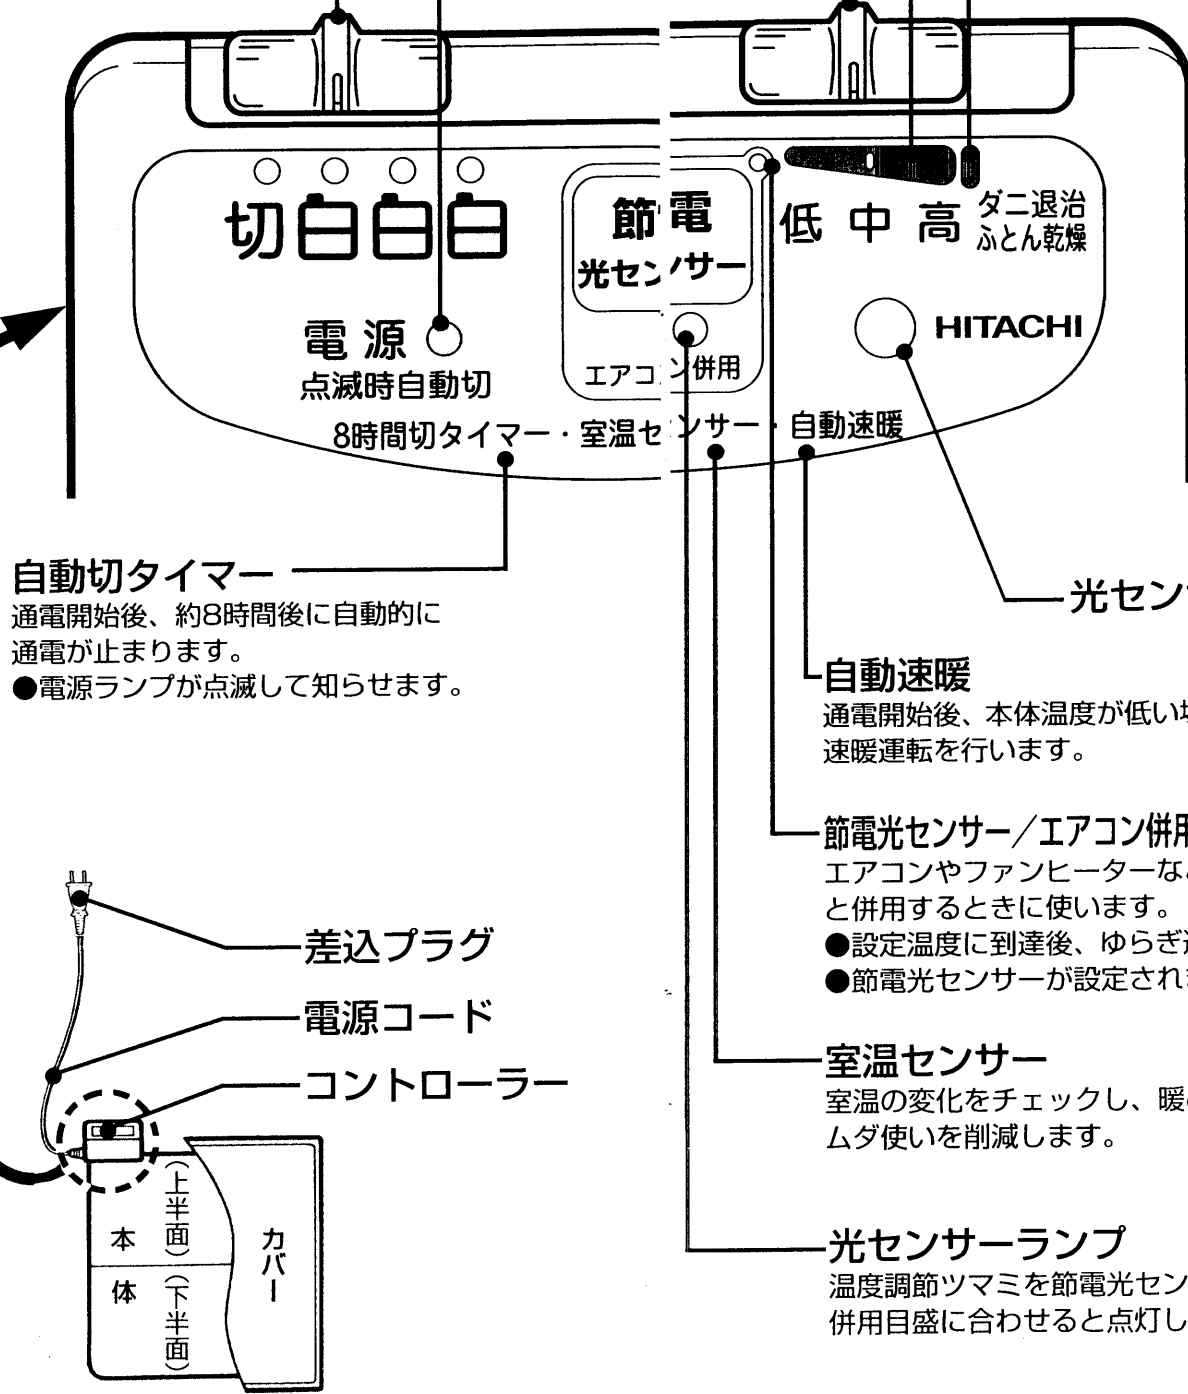 切
節電
光センサー
低 中 高
ダニ退治
ふとん乾燥
電源
点滅時自動切
エアコン併用
HITACHI
8時間切タイマー・室温センサー・自動速暖
自動切タイマー
通電開始後、約8時間後に自動的に
通電が止まります。
●電源ランプが点滅して知らせます。
光セン
自動速暖
通電開始後、本体温度が低い
速暖運転を行います。
節電光センサー／エアコン併用
エアコンやファンヒーターな
と併用するときに使います。
●設定温度に到達後、ゆらぎ
●節電光センサーが設定され
室温センサー
室温の変化をチェックし、暖
ムダ使いを削減します。
光センサーランプ
温度調節ツマミを節電光セン
併用目盛に合わせると点灯し
差込プラグ
電源コード
コントローラー
本体
(上半面)
(下半面)
カバー